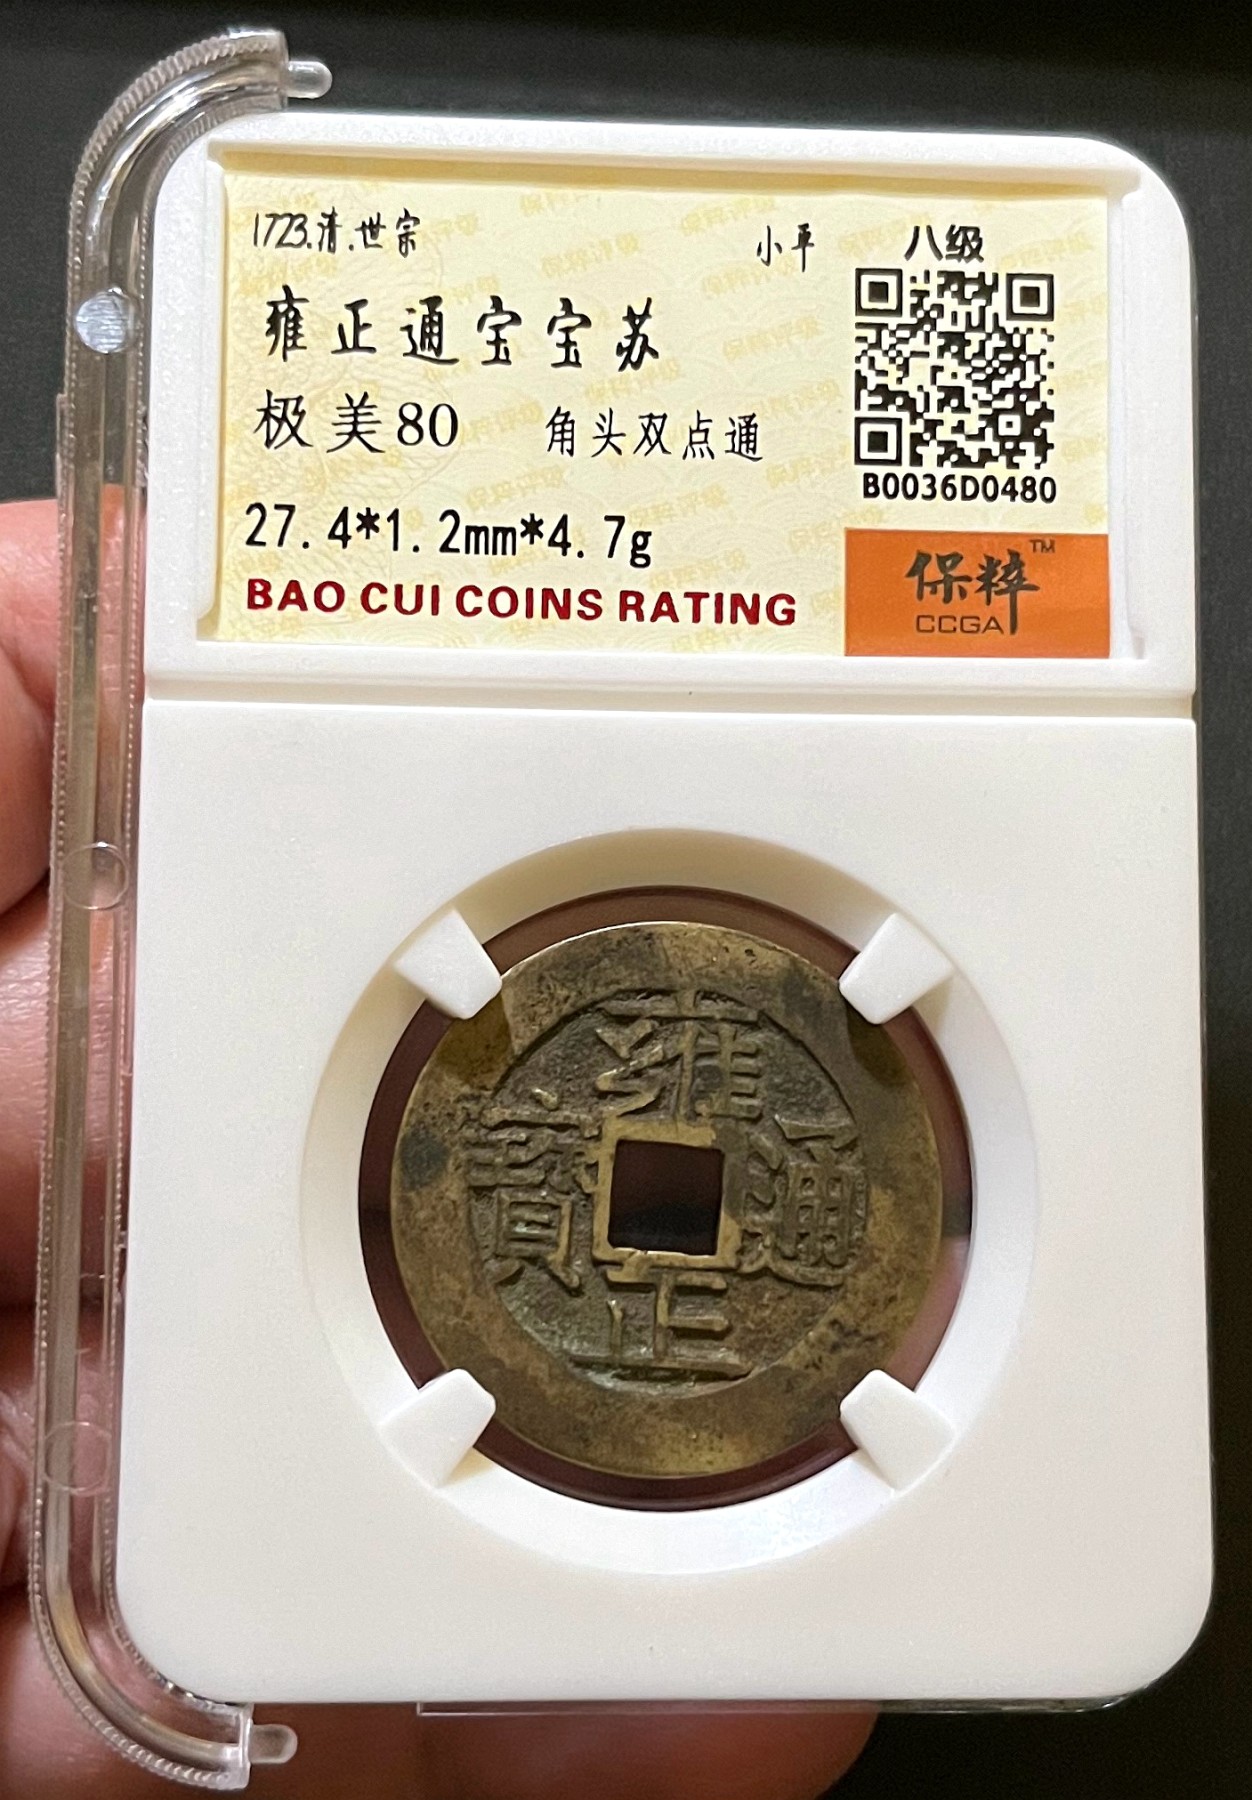 1723.清.世宗
小平
八级
雍正通宝宝苏
极美80
角头双点通
B0036D0480
27.4*1.2mm*4.7g
BAO CUI COINS RATING
保粹™
CCGA
雍正通寶